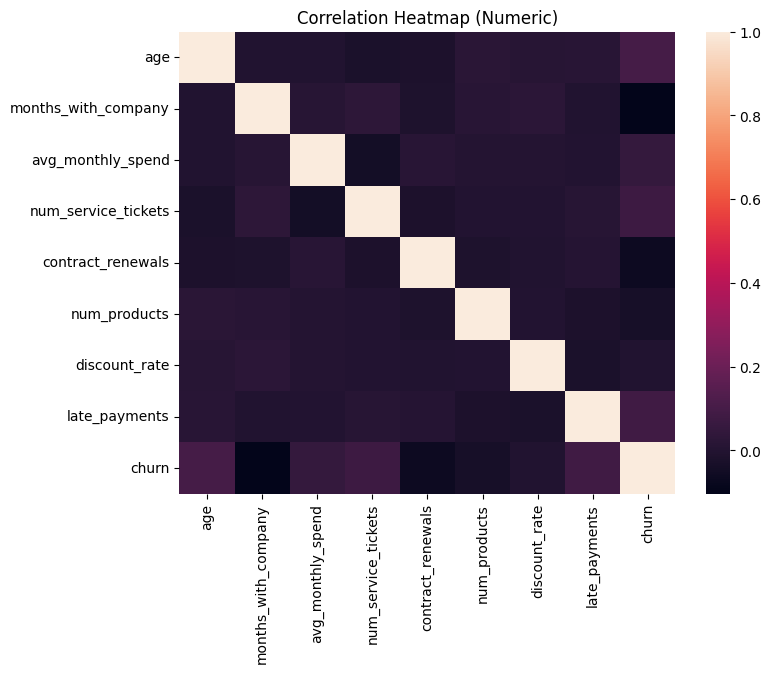 Correlation Heatmap (Numeric)
age
months_with_company
avg_monthly_spend
num_service_tickets
contract_renewals
num_products
discount_rate
late_payments
churn
age
months_with_company
avg_monthly_spend
num_service_tickets
contract_renewals
num_products
discount_rate
late_payments
churn
1.0
0.8
0.6
0.4
0.2
0.0